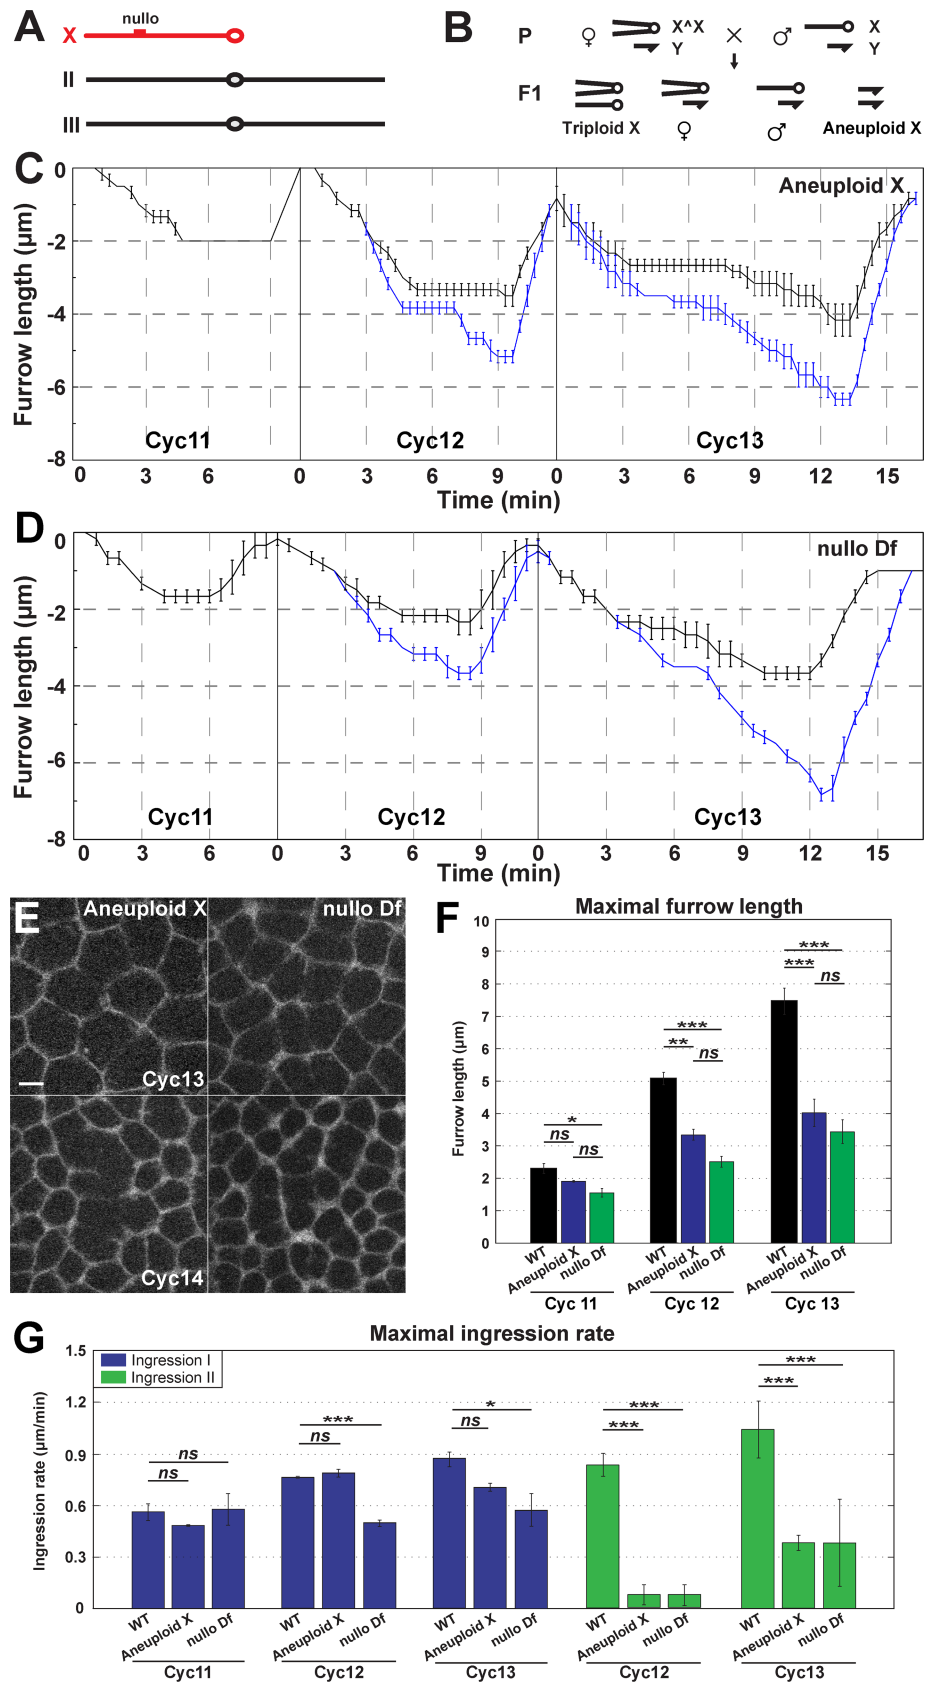 A
nullo
X
II
III
B
P ♀ X^X Y × ♂ X Y
F1
Triploid X ♀ ♂ Aneuploid X
C
Aneuploid X
Furrow length (µm)
0
-2
-4
-6
-8
Cyc11 Cyc12 Cyc13
0 3 6 0 3 6 9 0 3 6 9 12 15
Time (min)
D
nullo Df
Furrow length (µm)
0
-2
-4
-6
-8
Cyc11 Cyc12 Cyc13
0 3 6 0 3 6 9 0 3 6 9 12 15
Time (min)
E
Aneuploid X nullo Df
Cyc13
Cyc14
F
Maximal furrow length
Furrow length (µm)
10
9
8
7
6
5
4
3
2
1
0
* ns ns
*** ** ns
*** *** ns
WT Aneuploid X nullo Df WT Aneuploid X nullo Df WT Aneuploid X nullo Df
Cyc 11 Cyc 12 Cyc 13
G
Maximal ingression rate
Ingression I
Ingression II
Ingression rate (µm/min)
1.5
1.2
0.9
0.6
0.3
0
ns ns
*** ns
* ns
*** ***
*** ***
WT Aneuploid X nullo Df WT Aneuploid X nullo Df WT Aneuploid X nullo Df WT Aneuploid X nullo Df WT Aneuploid X nullo Df
Cyc11 Cyc12 Cyc13 Cyc12 Cyc13